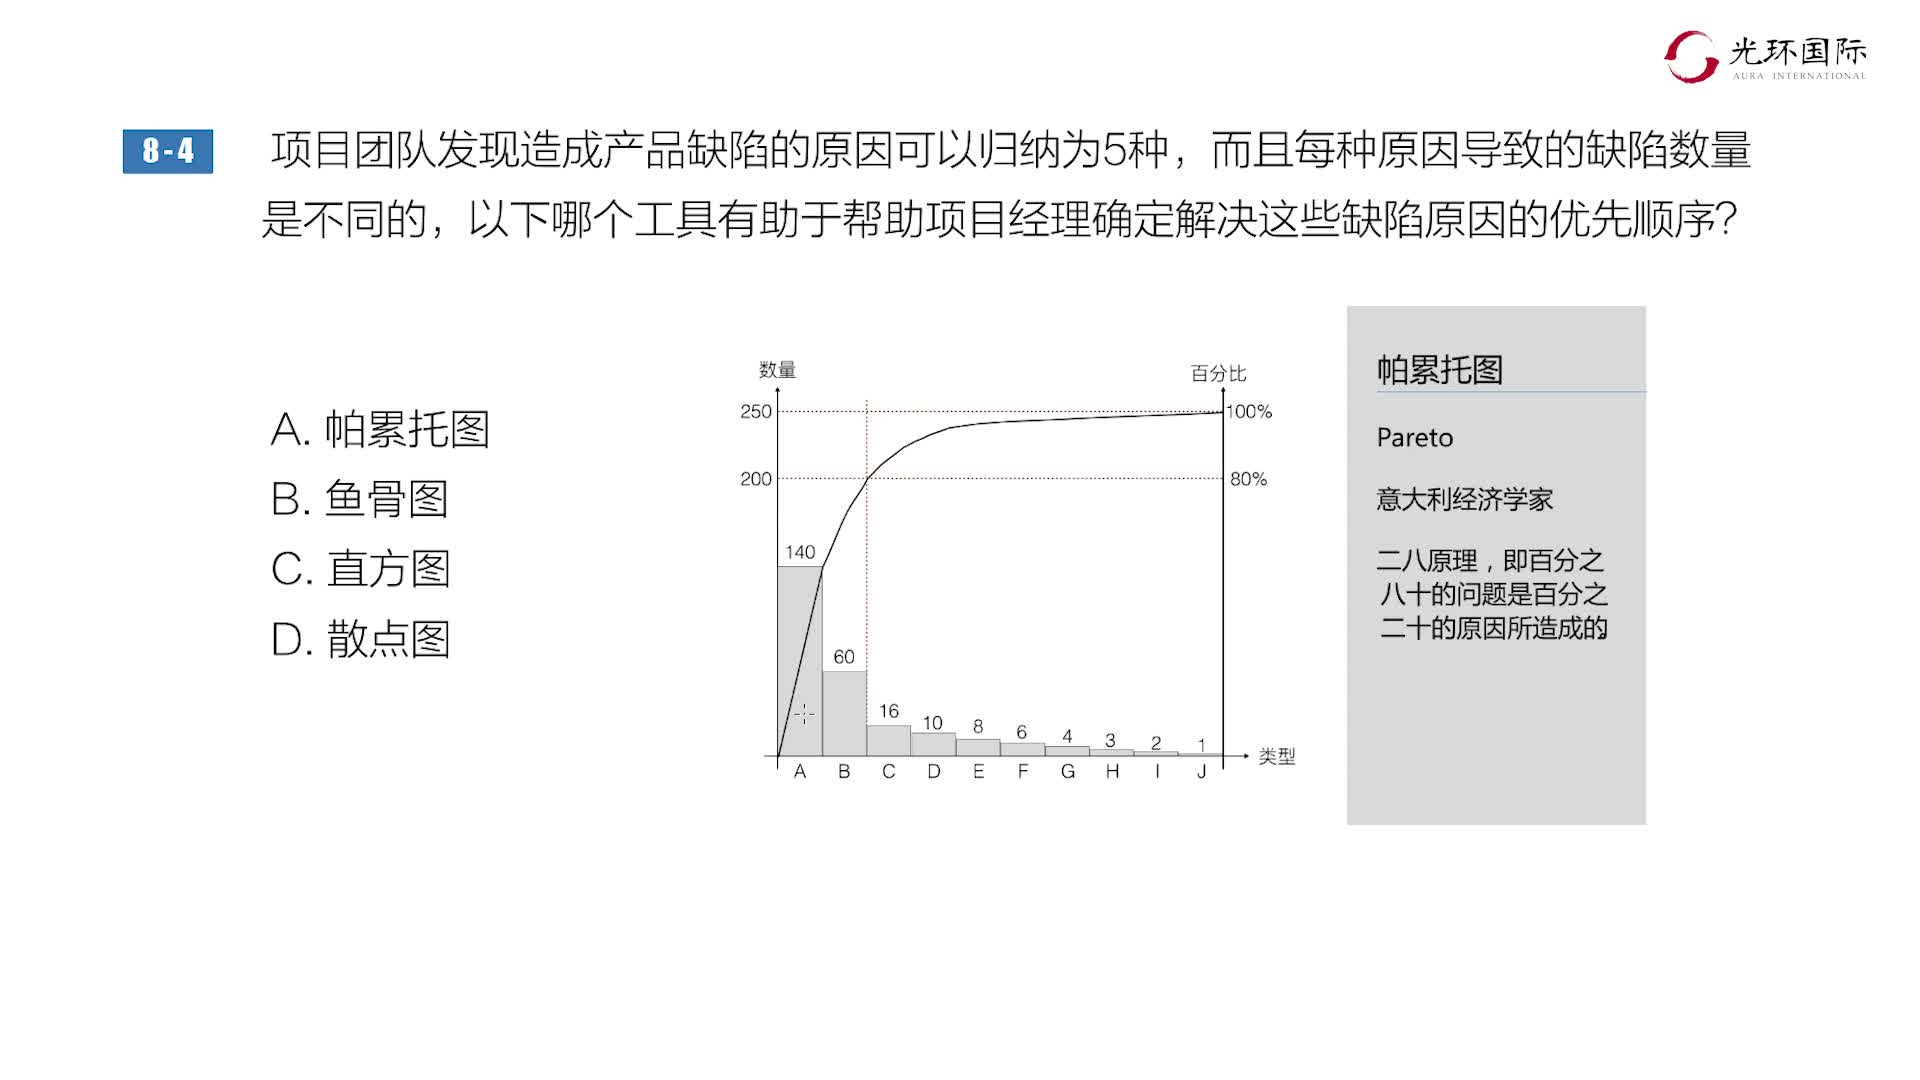 光环国际
AURA INTERNATIONAL
8-4
项目团队发现造成产品缺陷的原因可以归纳为5种，而且每种原因导致的缺陷数量
是不同的，以下哪个工具有助于帮助项目经理确定解决这些缺陷原因的优先顺序？
A. 帕累托图
B. 鱼骨图
C. 直方图
D. 散点图
数量
百分比
250
100%
200
80%
140
60
16
10
8
6
4
3
2
1
A B C D E F G H I J
类型
帕累托图
Pareto
意大利经济学家
二八原理，即百分之
八十的问题是百分之
二十的原因所造成的。